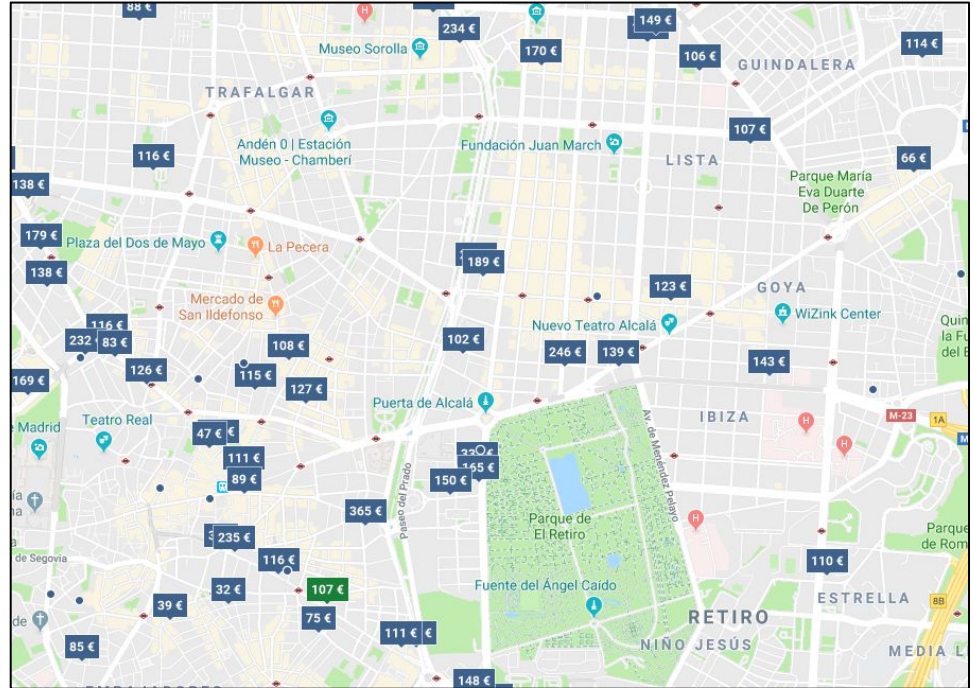 88 €
234 €
149 €
Museo Sorolla
170 €
106 €
114 €
GUINDALERA
TRAFALGAR
107 €
Andén 0 | Estación
Museo - Chamberí
Fundación Juan March
LISTA
116 €
66 €
138 €
Parque María
Eva Duarte
De Perón
179 €
Plaza del Dos de Mayo
La Pecera
138 €
189 €
123 €
GOYA
Mercado de
San Ildefonso
Nuevo Teatro Alcalá
WiZink Center
116 €
232
83 €
108 €
102 €
246 €
139 €
143 €
126 €
115 €
127 €
169 €
Puerta de Alcalá
IBIZA
M-23
1A
Teatro Real
Madrid
47 €
€
111 €
89 €
165 €
150 €
Av. de Menéndez Pelayo
Paseo del Prado
365 €
Parque de
El Retiro
235 €
de Segovia
116 €
110 €
Fuente del Ángel Caído
32 €
107 €
39 €
75 €
ESTRELLA
8B
RETIRO
NIÑO JESÚS
111 €
€
de
85 €
MEDIA L
148 €